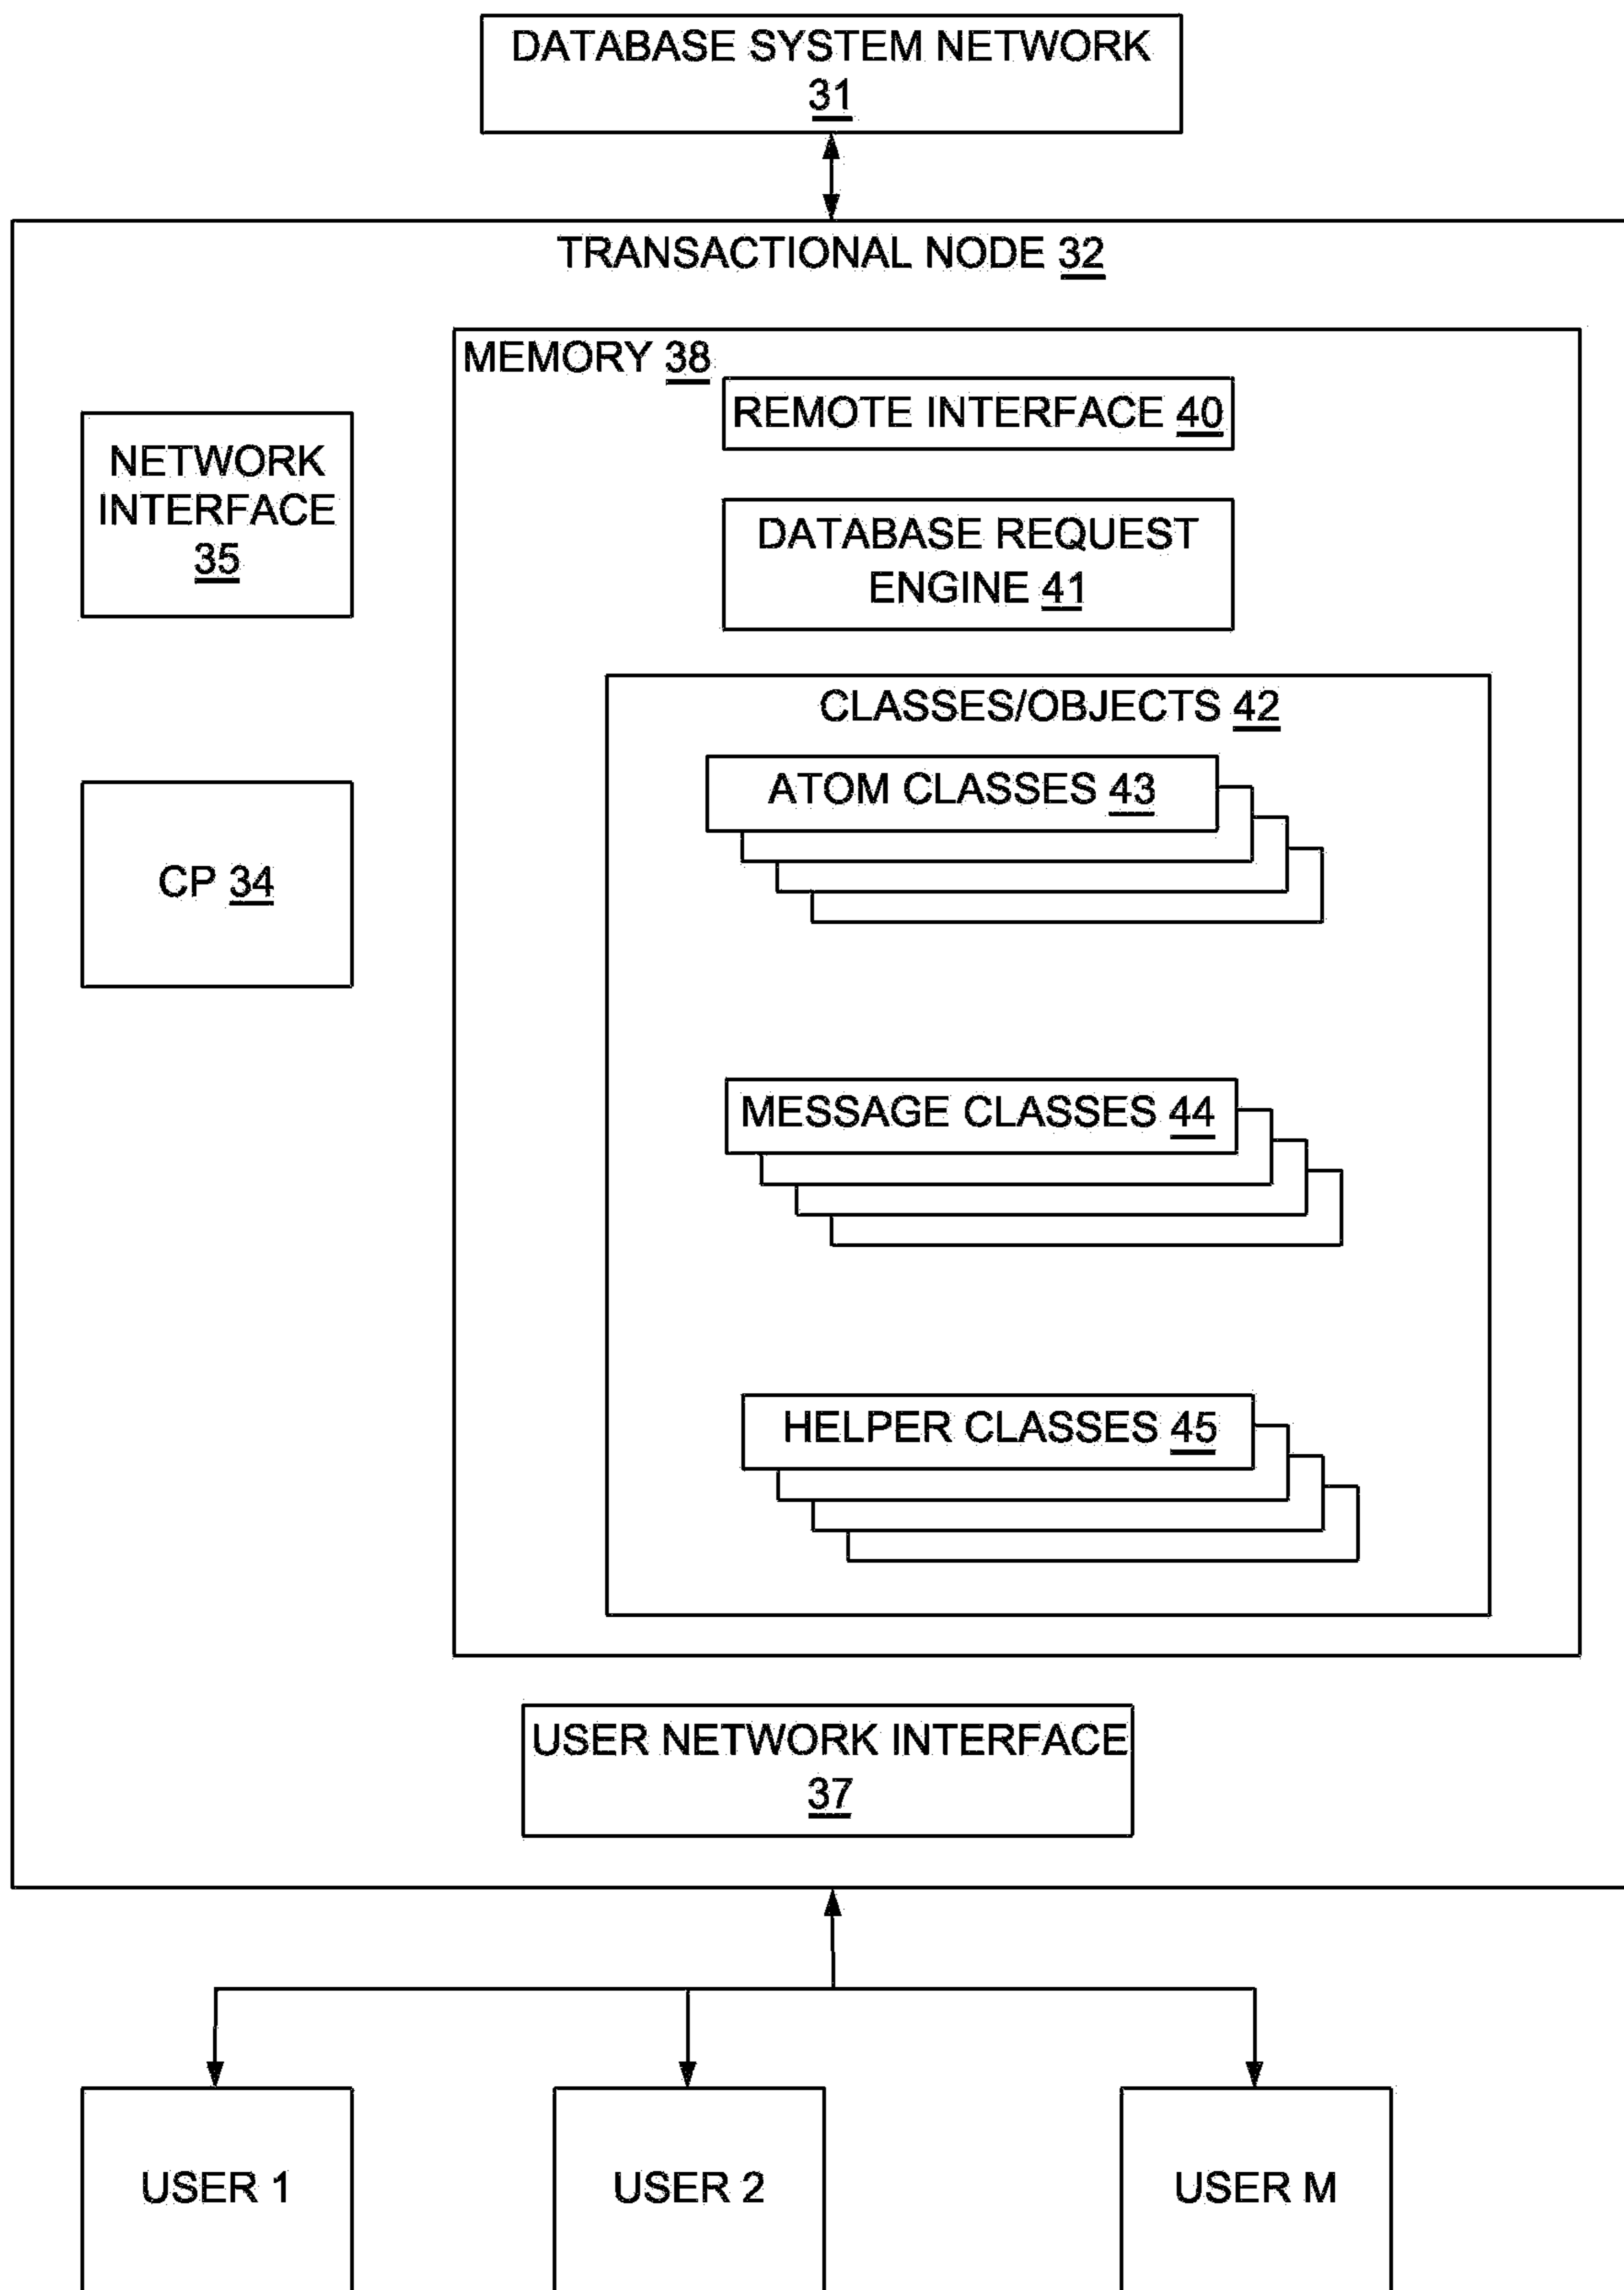 DATABASE SYSTEM NETWORK
31
TRANSACTIONAL NODE 32
MEMORY 38
REMOTE INTERFACE 40
NETWORK
INTERFACE
35
DATABASE REQUEST
ENGINE 41
CLASSES/OBJECTS 42
ATOM CLASSES 43
CP 34
MESSAGE CLASSES 44
HELPER CLASSES 45
USER NETWORK INTERFACE
37
USER 1
USER 2
USER M